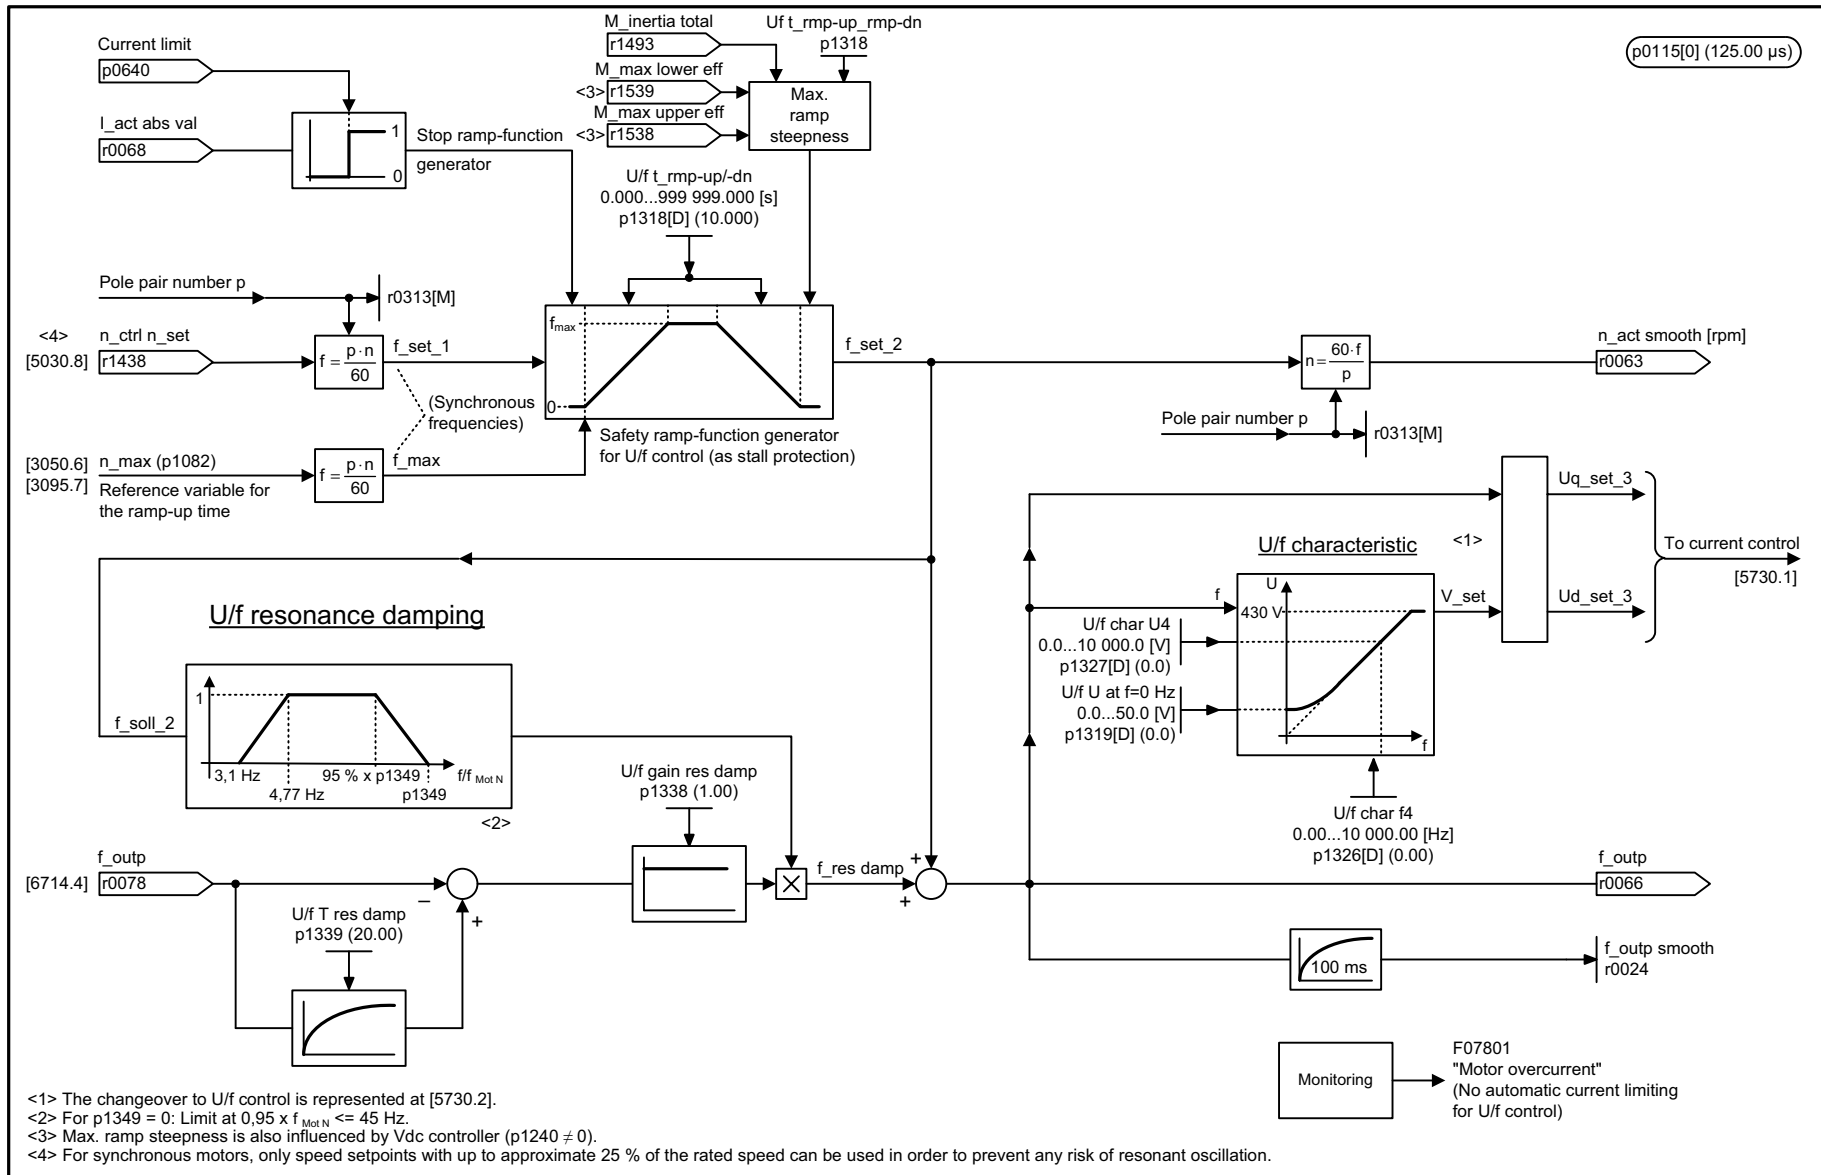 M_inertia total
r1493
Uf t_rmp-up_rmp-dn
p1318
p0115[0] (125.00 µs)
Current limit
p0640
M_max lower eff
<3> r1539
M_max upper eff
<3> r1538
Max.
ramp
steepness
I_act abs val
r0068
1
0
Stop ramp-function
generator
U/f t_rmp-up/-dn
0.000...999 999.000 [s]
p1318[D] (10.000)
Pole pair number p
r0313[M]
<4>
[5030.8]
n_ctrl n_set
r1438
f = p·n
60
f_set_1
(Synchronous
frequencies)
fmax
0
f_set_2
Safety ramp-function generator
for U/f control (as stall protection)
n= 60·f
p
n_act smooth [rpm]
r0063
Pole pair number p
r0313[M]
[3050.6]
[3095.7]
n_max (p1082)
Reference variable for
the ramp-up time
f = p·n
60
f_max
Uq_set_3
<1>
Ud_set_3
To current control
[5730.1]
U/f characteristic
f
U
430 V
f
V_set
U/f char U4
0.0...10 000.0 [V]
p1327[D] (0.0)
U/f U at f=0 Hz
0.0...50.0 [V]
p1319[D] (0.0)
U/f char f4
0.00...10 000.00 [Hz]
p1326[D] (0.00)
U/f resonance damping
f_soll_2
1
3,1 Hz
4,77 Hz
95 % x p1349
p1349
f/f Mot N
<2>
U/f gain res damp
p1338 (1.00)
[6714.4]
f_outp
r0078
−
+
U/f T res damp
p1339 (20.00)
f_res damp
+
+
f_outp
r0066
100 ms
f_outp smooth
r0024
Monitoring
F07801
"Motor overcurrent"
(No automatic current limiting
for U/f control)
<1> The changeover to U/f control is represented at [5730.2].
<2> For p1349 = 0: Limit at 0,95 x f Mot N <= 45 Hz.
<3> Max. ramp steepness is also influenced by Vdc controller (p1240 ≠ 0).
<4> For synchronous motors, only speed setpoints with up to approximate 25 % of the rated speed can be used in order to prevent any risk of resonant oscillation.